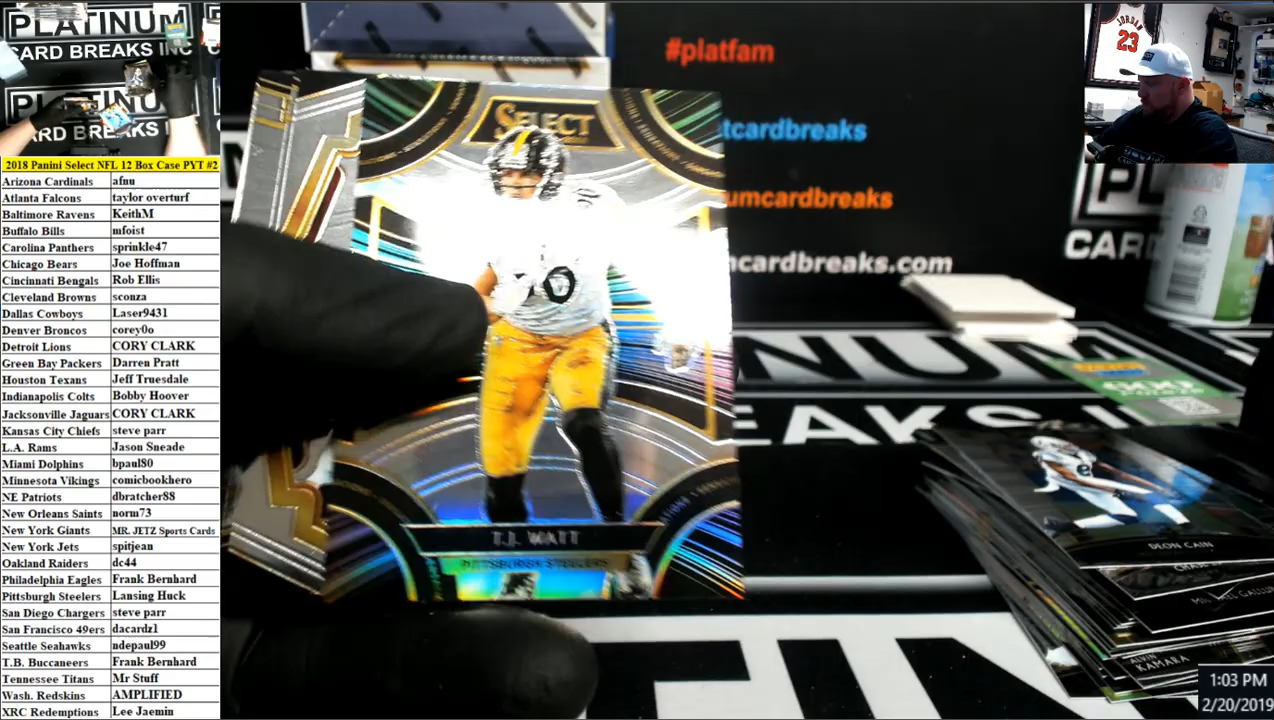 PLATINUM
CARD BREAKS INC
CARD BREAKS
2018 Panini Select NFL 12 Box Case PYT #2
Arizona Cardinals afnu
Atlanta Falcons taylor overturf
Baltimore Ravens KeithM
Buffalo Bills mfoist
Carolina Panthers sprinkle47
Chicago Bears Joe Hoffman
Cincinnati Bengals Rob Ellis
Cleveland Browns sconza
Dallas Cowboys Laser9431
Denver Broncos corey0o
Detroit Lions CORY CLARK
Green Bay Packers Darren Pratt
Houston Texans Jeff Truesdale
Indianapolis Colts Bobby Hoover
Jacksonville Jaguars CORY CLARK
Kansas City Chiefs steve parr
L.A. Rams Jason Sneade
Miami Dolphins bpaul80
Minnesota Vikings comicbookhero
NE Patriots dbratcher88
New Orleans Saints norm73
New York Giants MR. JETZ Sports Cards
New York Jets spitjean
Oakland Raiders dc44
Philadelphia Eagles Frank Bernhard
Pittsburgh Steelers Lansing Huck
San Diego Chargers steve parr
San Francisco 49ers dacardz1
Seattle Seahawks ndepaul99
T.B. Buccaneers Frank Bernhard
Tennessee Titans Mr Stuff
Wash. Redskins AMPLIFIED
XRC Redemptions Lee Jaemin
#platfam
tcardbreaks
umcardbreaks
mcardbreaks.com
SELECT
T.J. WATT
PITTSBURGH STEELERS
JORDAN
23
CARD
NUM
EAKS IN
DEON CAIN
ALVIN
KAMARA
1:03 PM
2/20/2019